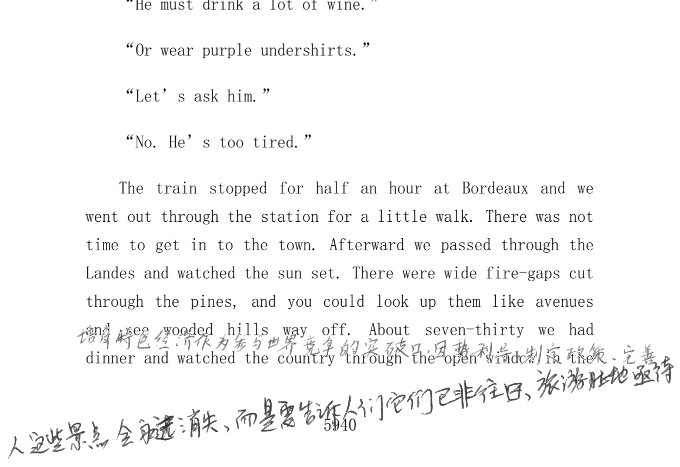 “He must drink a lot of wine.”
“Or wear purple undershirts.”
“Let’s ask him.”
“No. He’s too tired.”
The train stopped for half an hour at Bordeaux and we
went out through the station for a little walk. There was not
time to get in to the town. Afterward we passed through the
Landes and watched the sun set. There were wide fire-gaps cut
through the pines, and you could look up them like avenues
and see wooded hills way off. About seven-thirty we had
培育特色经济作为参与世界竞争的突破口,因势利导,制定政策、完善
dinner and watched the country through the open window in the
人这些景点会永远消失、而是要告诉人们它们已非往日、旅游胜地亟待
5940